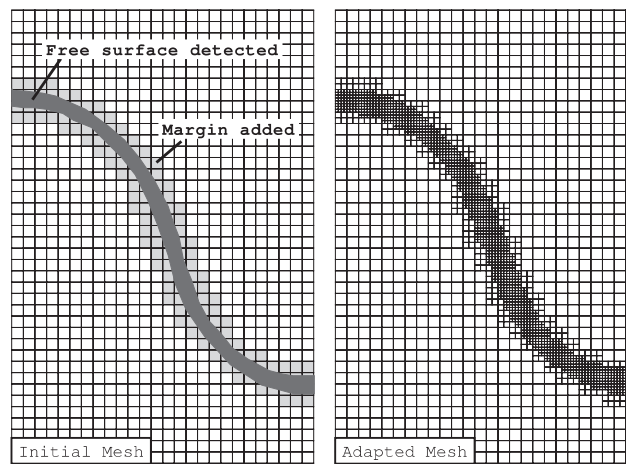 Free surface detected
Margin added
Initial Mesh
Adapted Mesh